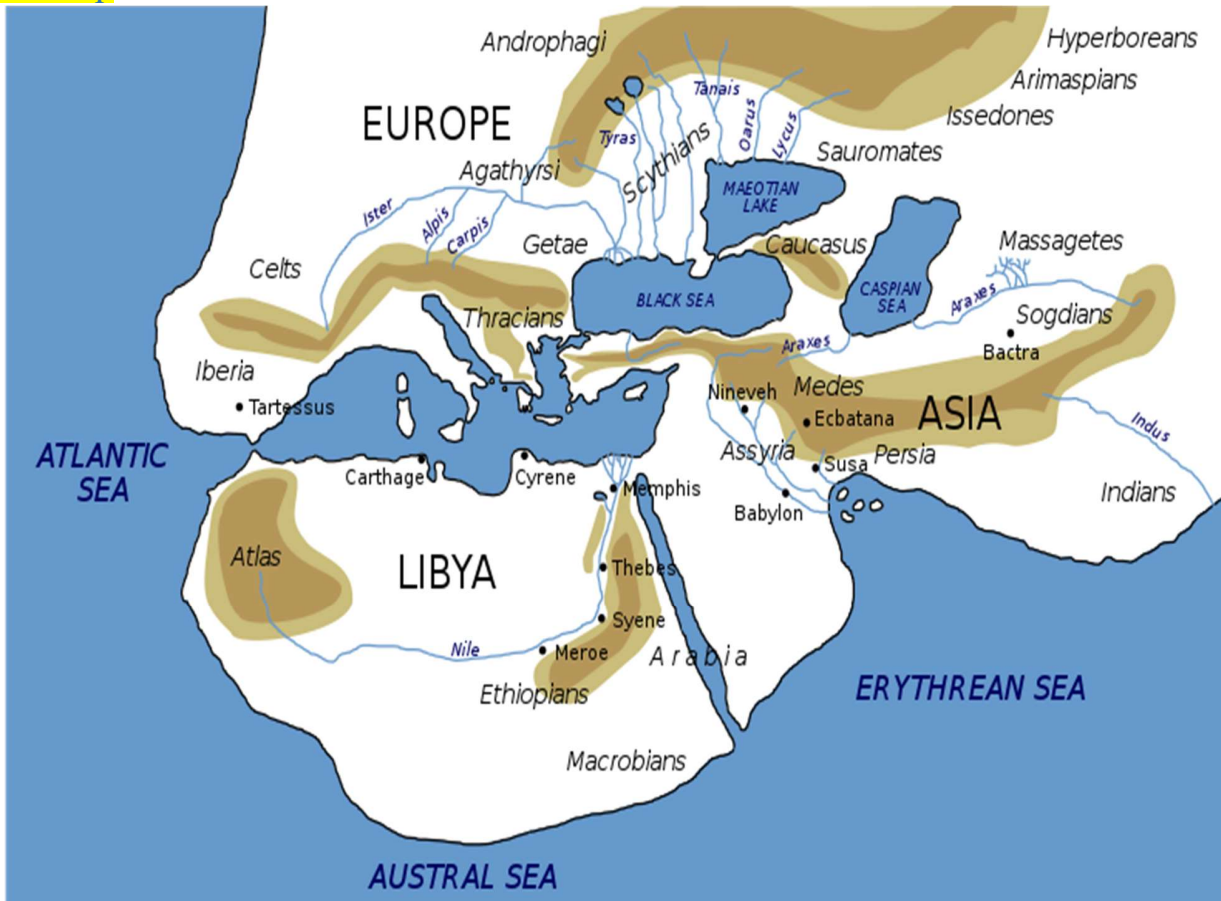 Androphagi
Hyperboreans
Arimaspians
Issedones
EUROPE
Tanais
Oarus
Lycus
Tyras
Scythians
Sauromates
Agathyrsi
MAEOTIAN
LAKE
Ister
Alpis
Carpis
Getae
Caucasus
Massagetes
Celts
BLACK SEA
CASPIAN
SEA
Araxes
Sogdians
Thracians
Araxes
Bactra
Iberia
Tartessus
Nineveh
Medes
Ecbatana
ASIA
Indus
ATLANTIC
SEA
Carthage
Cyrene
Memphis
Assyria
Susa
Persia
Babylon
Indians
Atlas
LIBYA
Thebes
Syene
Nile
Meroe
Arabia
Ethiopians
ERYTHREAN SEA
Macrobians
AUSTRAL SEA